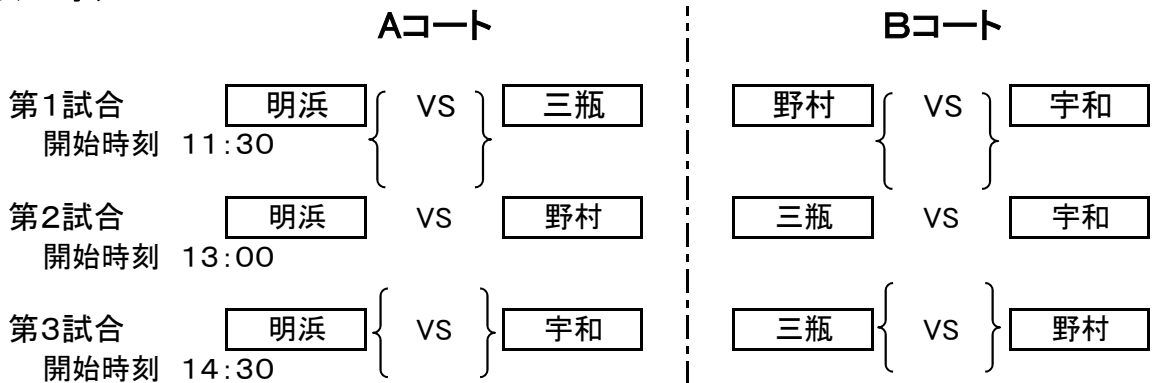 Aコート Bコート
第1試合 明浜 VS 三瓶 野村 VS 宇和
開始時刻 11:30
第2試合 明浜 VS 野村 三瓶 VS 宇和
開始時刻 13:00
第3試合 明浜 VS 宇和 三瓶 VS 野村
開始時刻 14:30